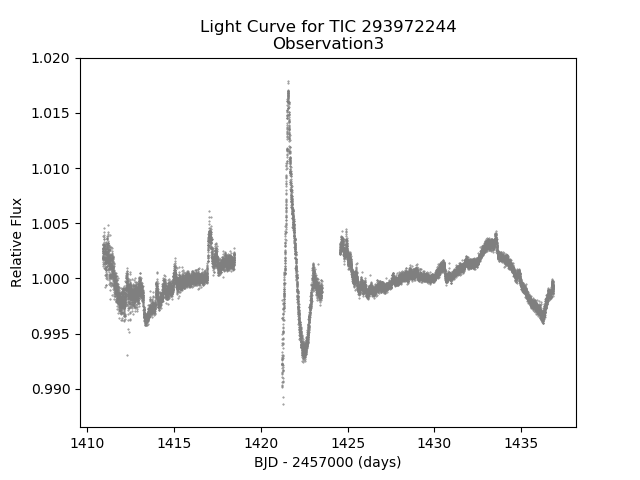 Light Curve for TIC 293972244
Observation3
1.020
1.015
1.010
1.005
1.000
0.995
0.990
Relative Flux
1410 1415 1420 1425 1430 1435
BJD - 2457000 (days)